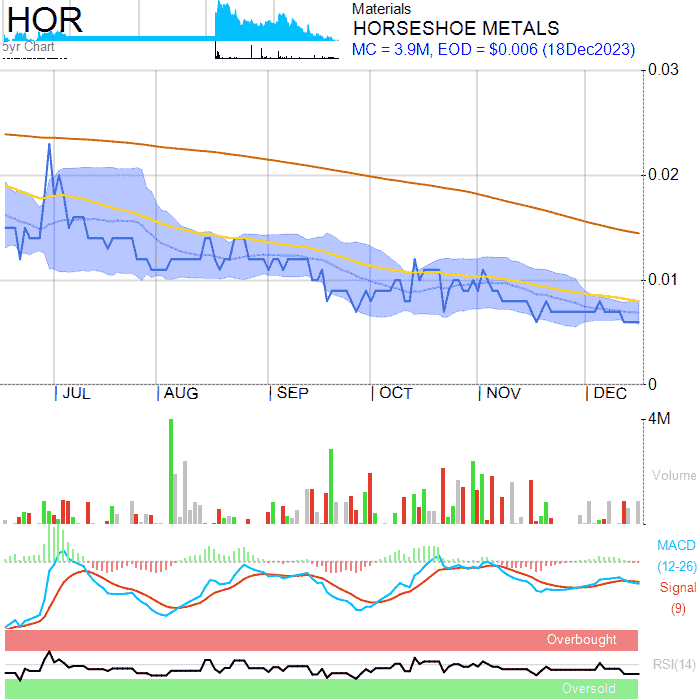 HOR
5yr Chart
Materials
HORSESHOE METALS
MC = 3.9M, EOD = $0.006 (18Dec2023)
0.03
0.02
0.01
0
JUL AUG SEP OCT NOV DEC
4M
Volume
MACD
(12-26)
Signal
(9)
Overbought
RSI(14)
Oversold